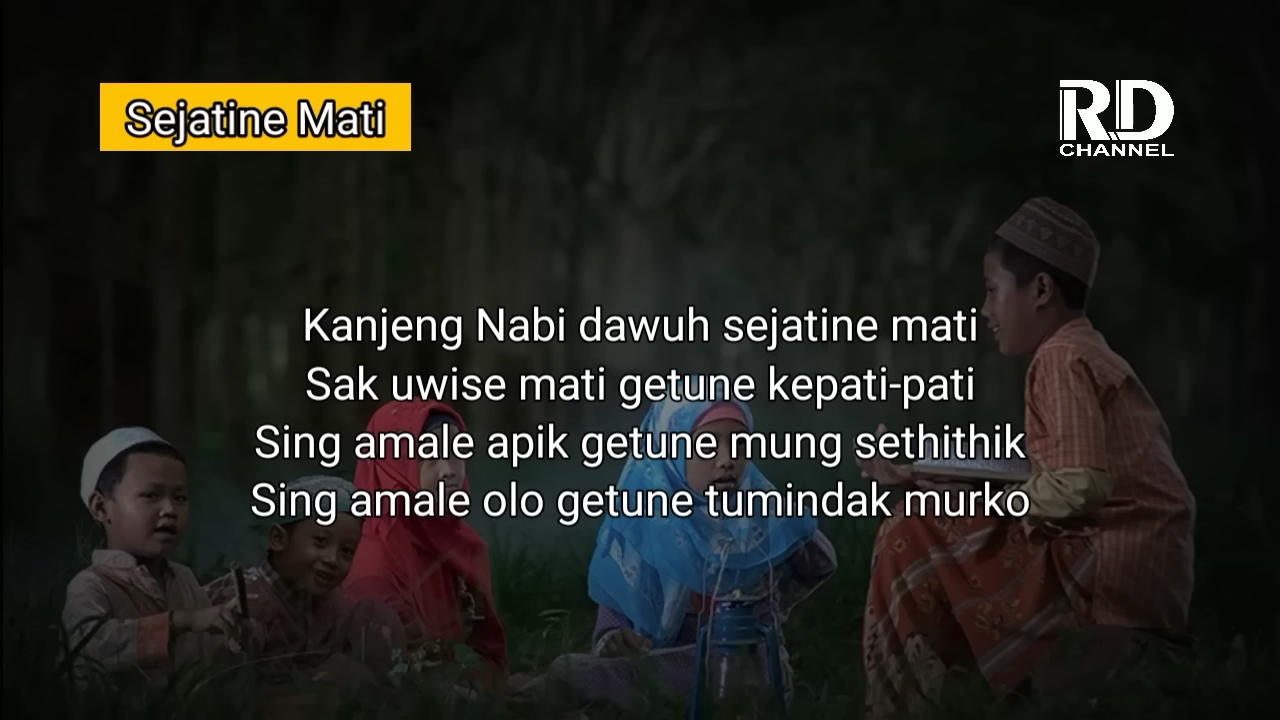 Sejatine Mati
RD
CHANNEL
Kanjeng Nabi dawuh sejatine mati
Sak uwise mati getune kepati-pati
Sing amale apik getune mung sethithik
Sing amale olo getune tumindak murko